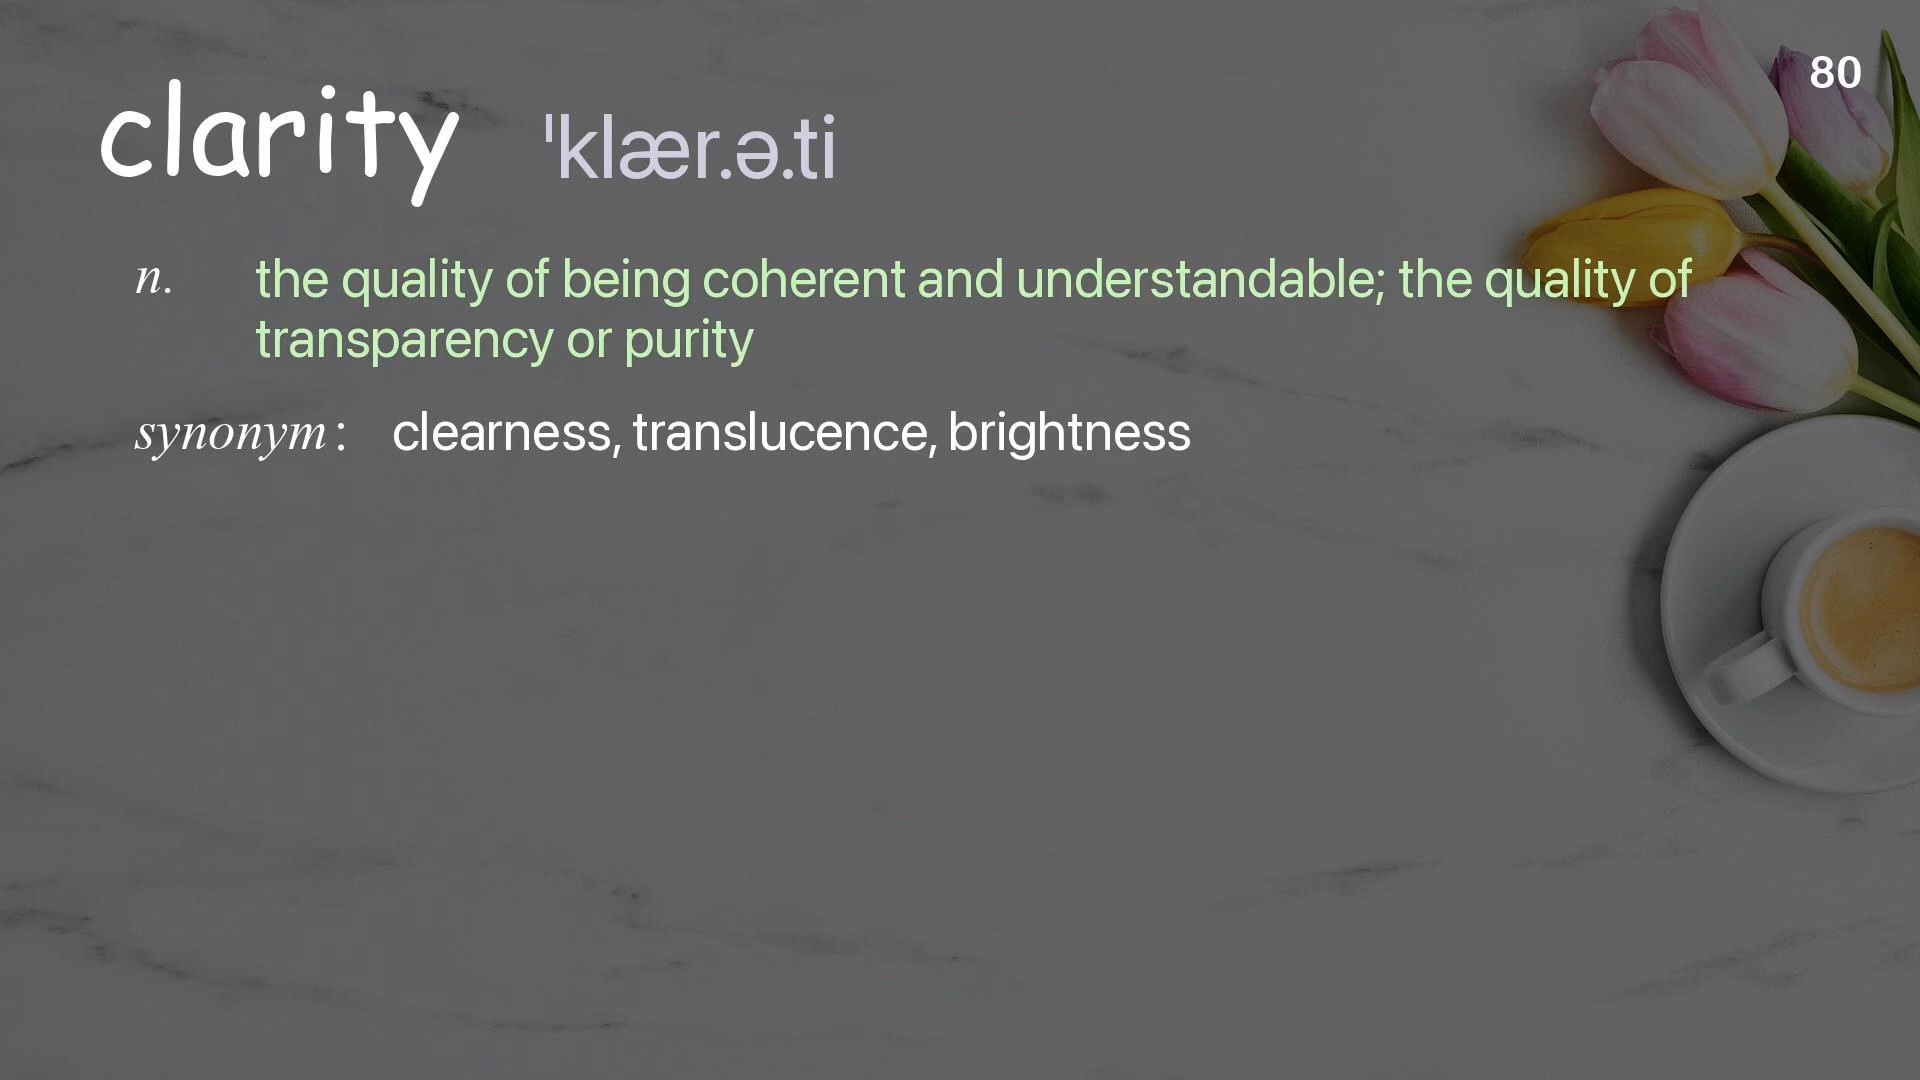 80
clarity ˈklær.ə.ti
n. the quality of being coherent and understandable; the quality of
transparency or purity
synonym: clearness, translucence, brightness